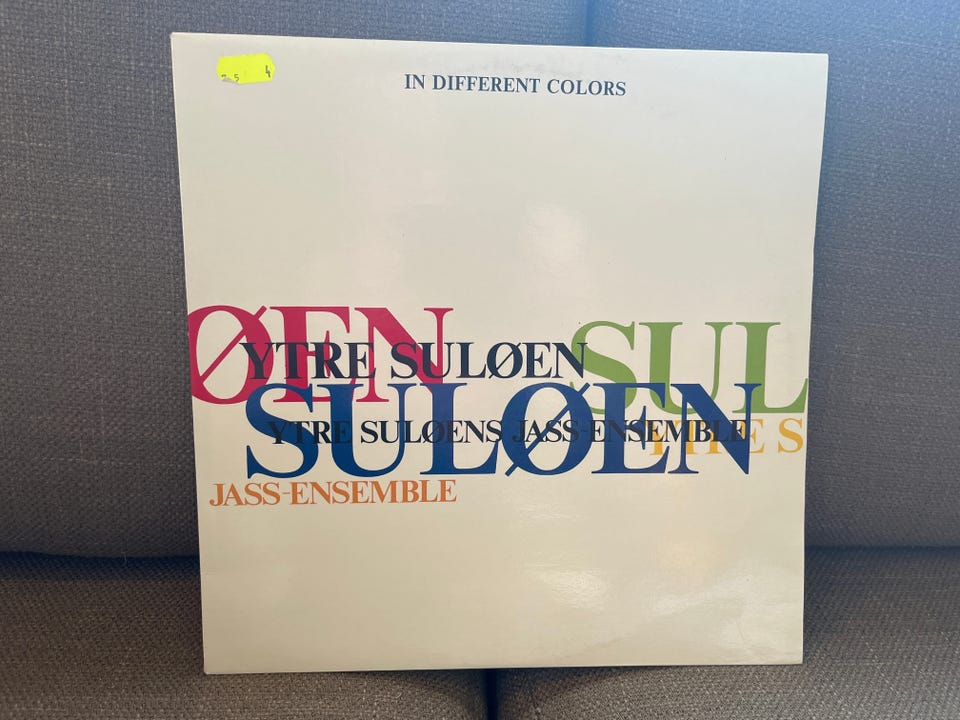 IN DIFFERENT COLORS
ØEN
SUL
YTRE SULØEN
SULØEN
YTRE SULØENS JASS-ENSEMBLE
JASS-ENSEMBLE